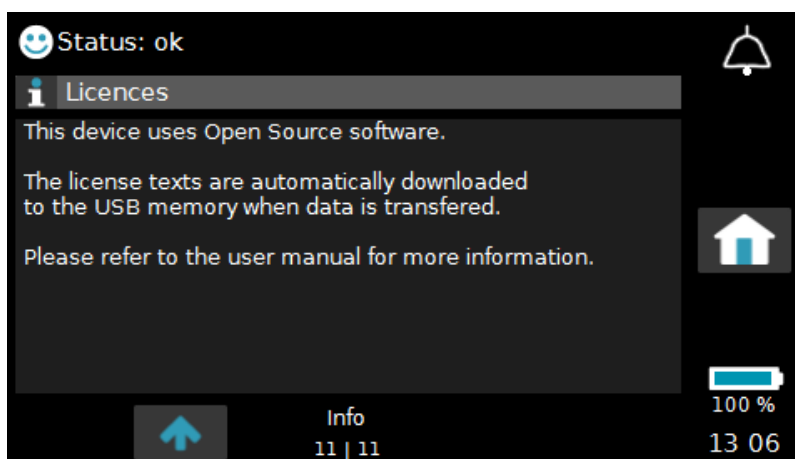 Status: ok
Licences
This device uses Open Source software.
The license texts are automatically downloaded
to the USB memory when data is transfered.
Please refer to the user manual for more information.
Info
11 | 11
100 %
13 06